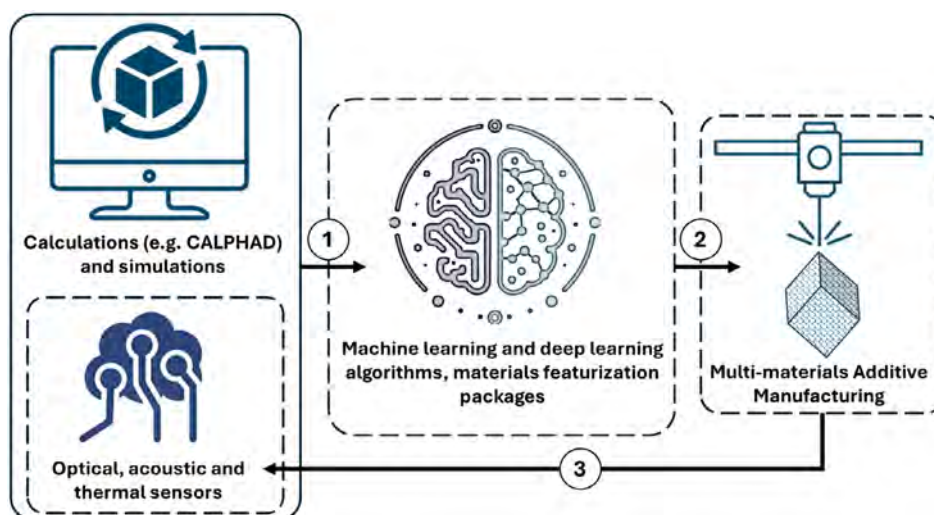 Calculations (e.g. CALPHAD)
and simulations
Optical, acoustic and
thermal sensors
1
Machine learning and deep learning
algorithms, materials featurization
packages
2
Multi-materials Additive
Manufacturing
3